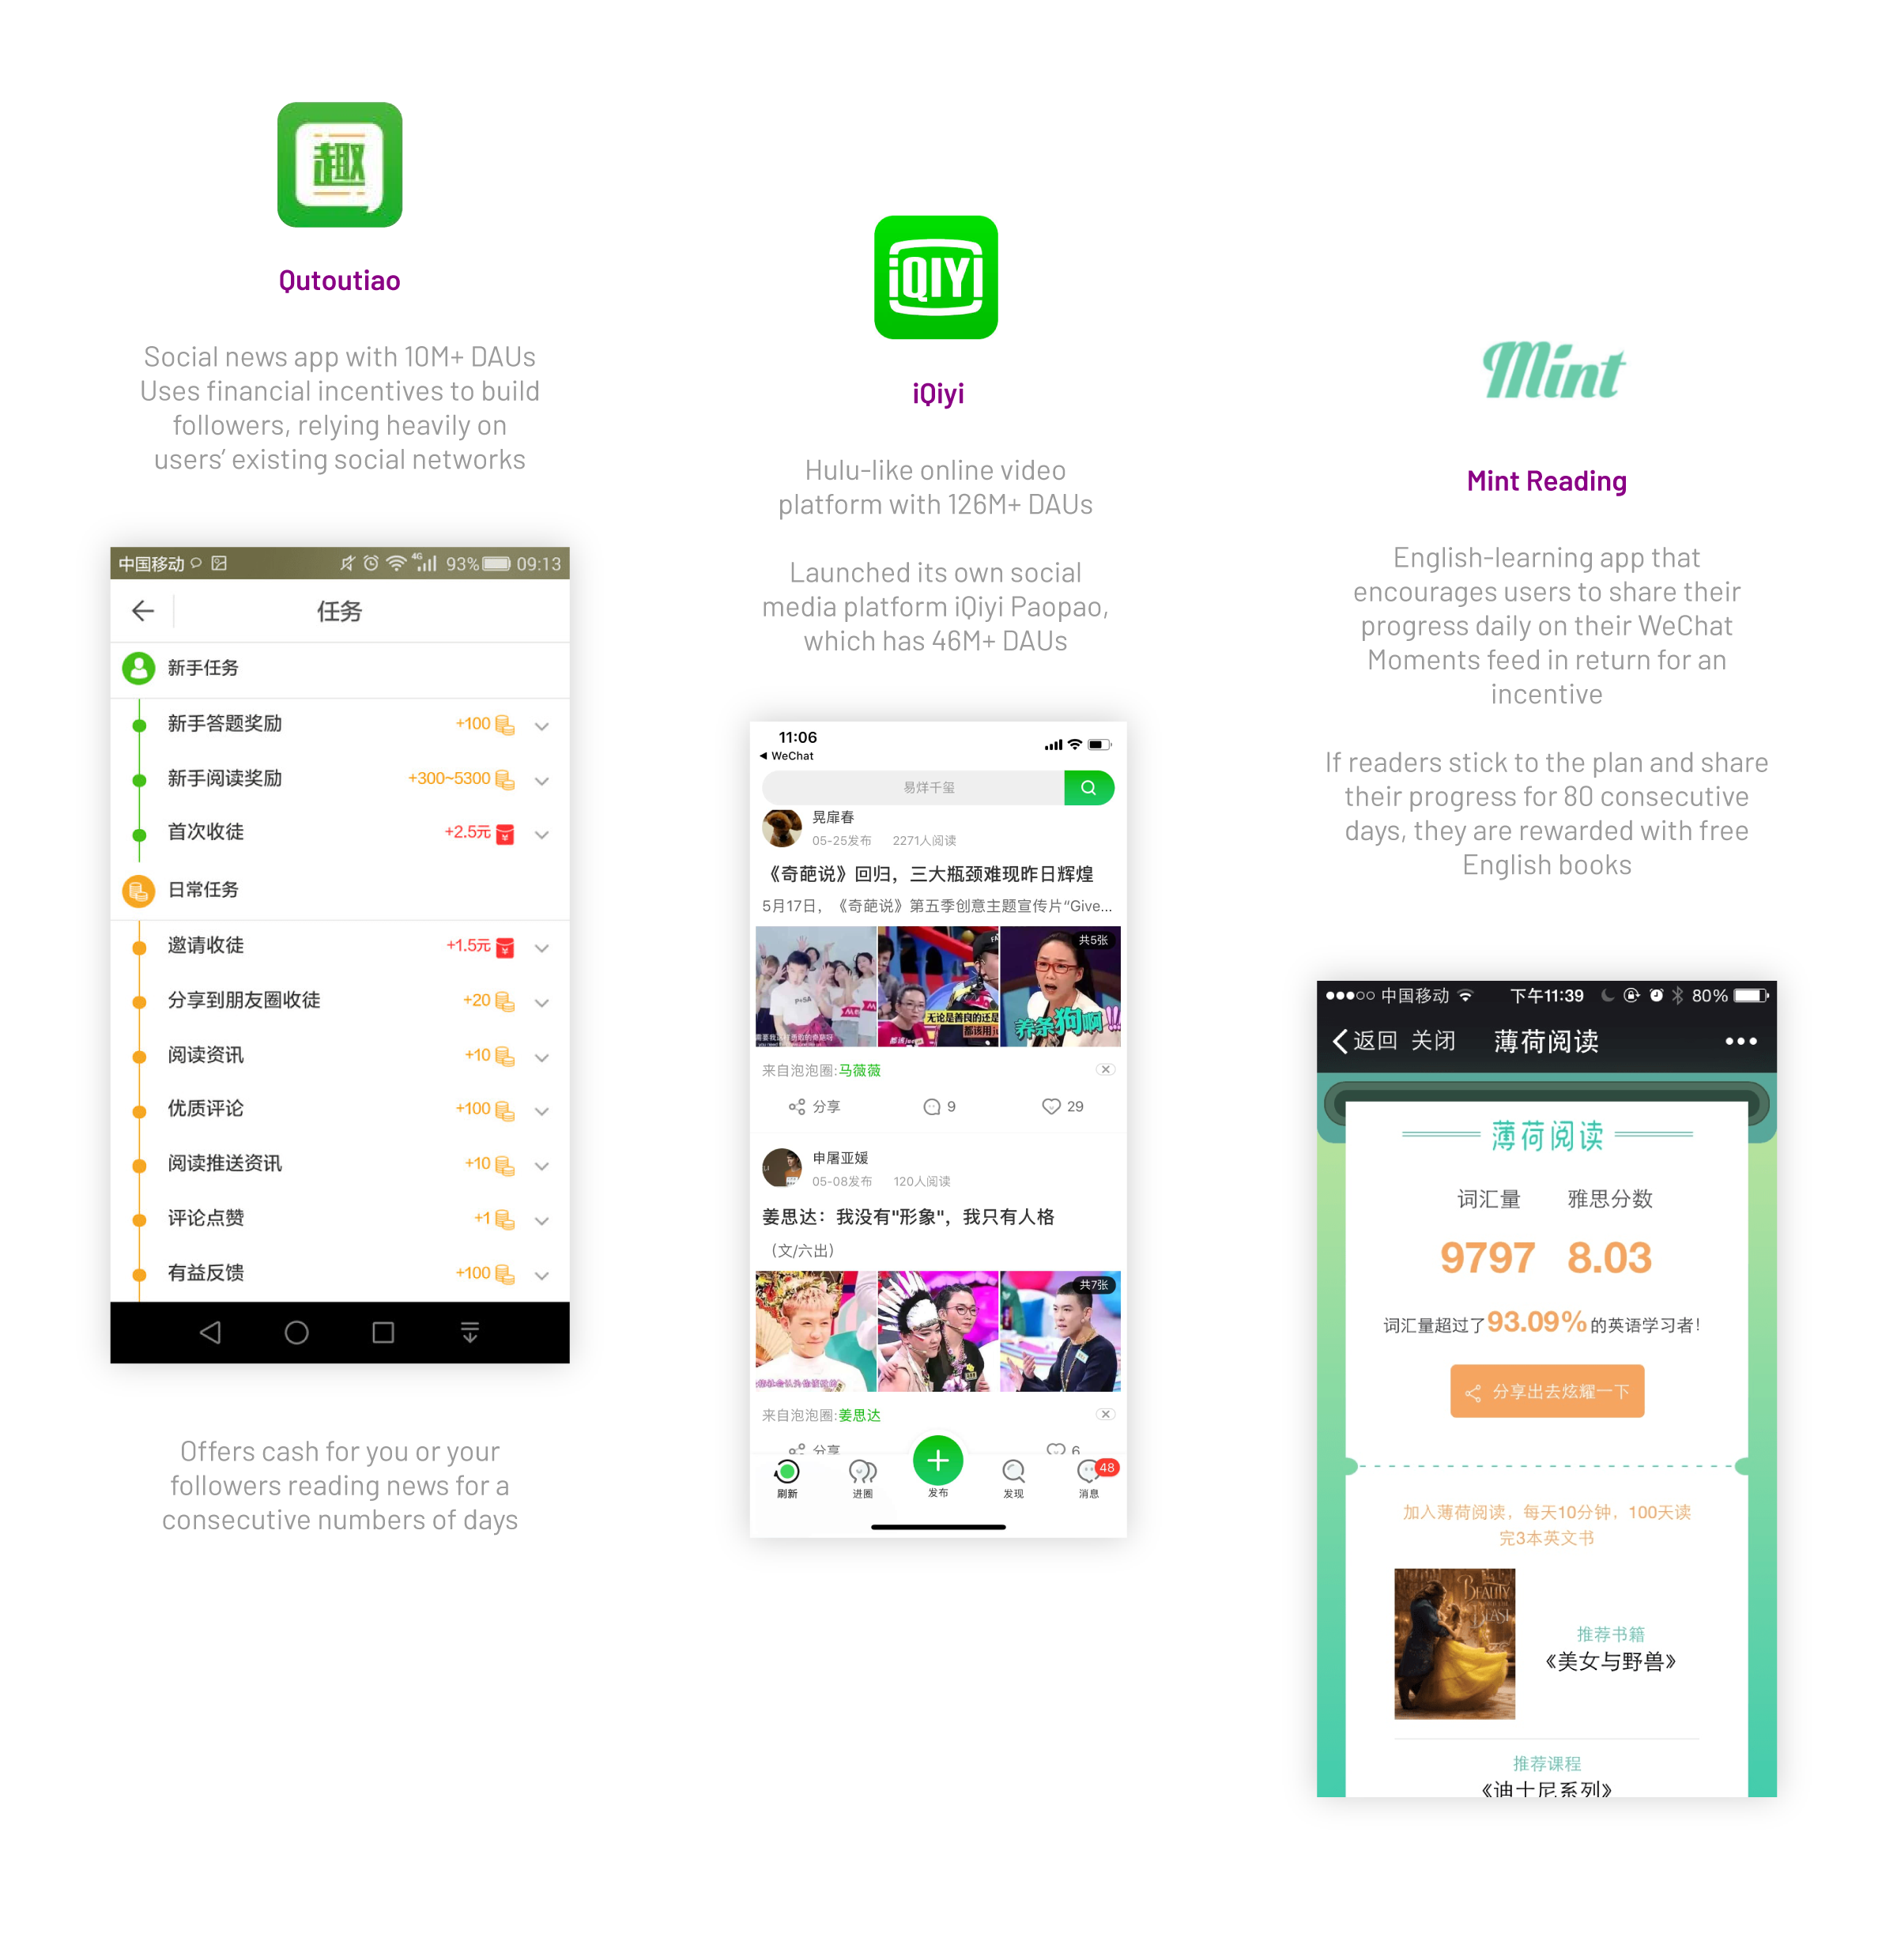 趣
Qutoutiao
Social news app with 10M+ DAUs
Uses financial incentives to build
followers, relying heavily on
users’ existing social networks
中国移动 4G 93% 09:13
任务
新手任务
新手答题奖励 +100
新手阅读奖励 +300~5300
首次收徒 +2.5元
日常任务
邀请收徒 +1.5元
分享到朋友圈收徒 +20
阅读资讯 +10
优质评论 +100
阅读推送资讯 +10
评论点赞 +1
有益反馈 +100
Offers cash for you or your
followers reading news for a
consecutive numbers of days
iQIYI
iQiyi
Hulu-like online video
platform with 126M+ DAUs
Launched its own social
media platform iQiyi Paopao,
which has 46M+ DAUs
11:06
WeChat
易烊千玺
晃扉春
05-25发布 2271人阅读
《奇葩说》回归，三大瓶颈难现昨日辉煌
5月17日，《奇葩说》第五季创意主题宣传片“Give...
共5张
无论是善良的还是
都该用
养条狗啊!!
来自泡泡圈:马薇薇
分享 9 29
申屠亚媛
05-08发布 120人阅读
姜思达：我没有"形象"，我只有人格
（文/六出）
共7张
来自泡泡圈:姜思达
分享 6
刷新 进圈 发布 发现 消息 48
Mint
Mint Reading
English-learning app that
encourages users to share their
progress daily on their WeChat
Moments feed in return for an
incentive
If readers stick to the plan and share
their progress for 80 consecutive
days, they are rewarded with free
English books
中国移动 下午11:39 80%
返回 关闭 薄荷阅读
薄荷阅读
词汇量 雅思分数
9797 8.03
词汇量超过了93.09%的英语学习者!
分享出去炫耀一下
加入薄荷阅读，每天10分钟，100天读
完3本英文书
BEAUTY
BEAST
推荐书籍
《美女与野兽》
推荐课程
《迪士尼系列》